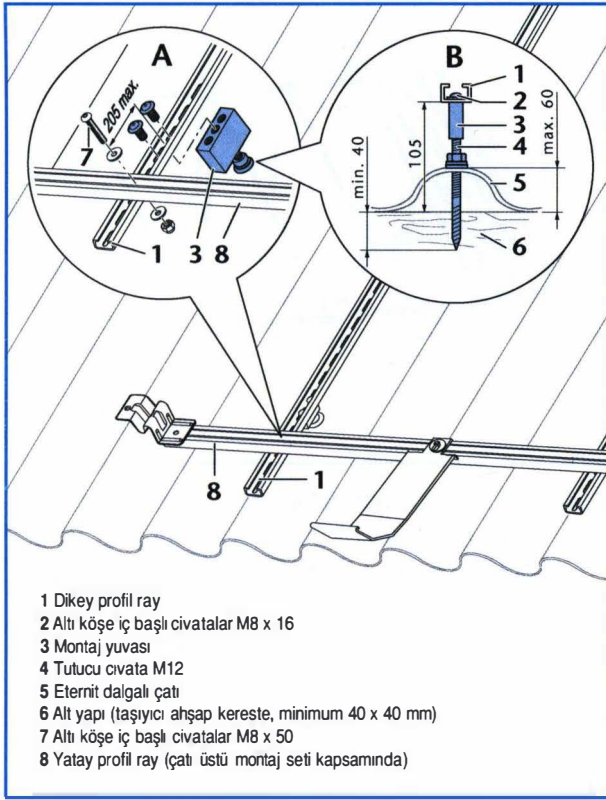 A
205 max.
7
1
3
8
B
1
2
3
4
5
6
min. 40
105
max. 60
8
1
1 Dikey profil ray
2 Altı köşe iç başlı civatalar M8 x 16
3 Montaj yuvası
4 Tutucu cıvata M12
5 Eternit dalgalı çatı
6 Alt yapı (taşıyıcı ahşap kereste, minimum 40 x 40 mm)
7 Altı köşe iç başlı civatalar M8 x 50
8 Yatay profil ray (çatı üstü montaj seti kapsamında)